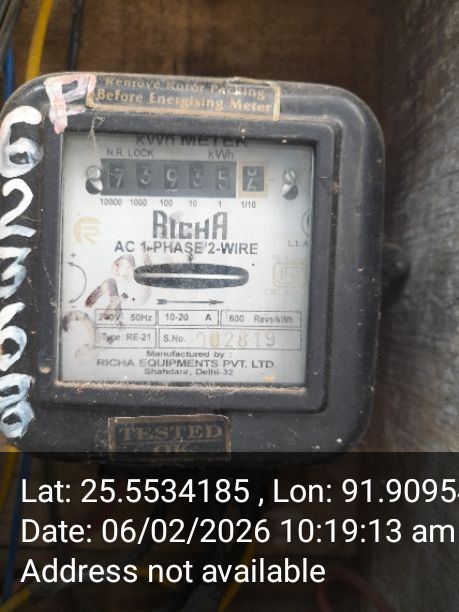 Remove Rotor Packing
Before Energising Meter
P
kWh METER
N.R. LOCK kWh
7 3 9 3 5
10000 1000 100 10 1 1/10
RICHA
AC 1-PHASE 2-WIRE
50Hz 10-20 A 600 Revs/kWh
Type: RE-21 S.No. 2819
Manufactured by :
RICHA EQUIPMENTS PVT. LTD.
Shahdara, Delhi-32
TESTED
OK
Lat: 25.5534185 , Lon: 91.9095
Date: 06/02/2026 10:19:13 am
Address not available